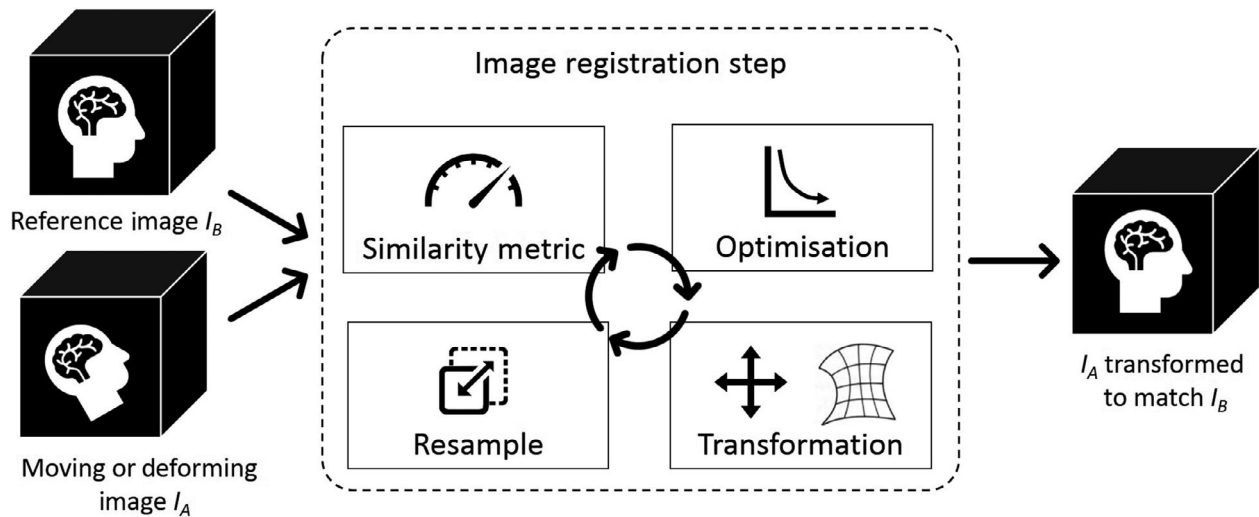 Image registration step
Reference image I_B
Moving or deforming
image I_A
Similarity metric
Optimisation
Resample
Transformation
I_A transformed
to match I_B